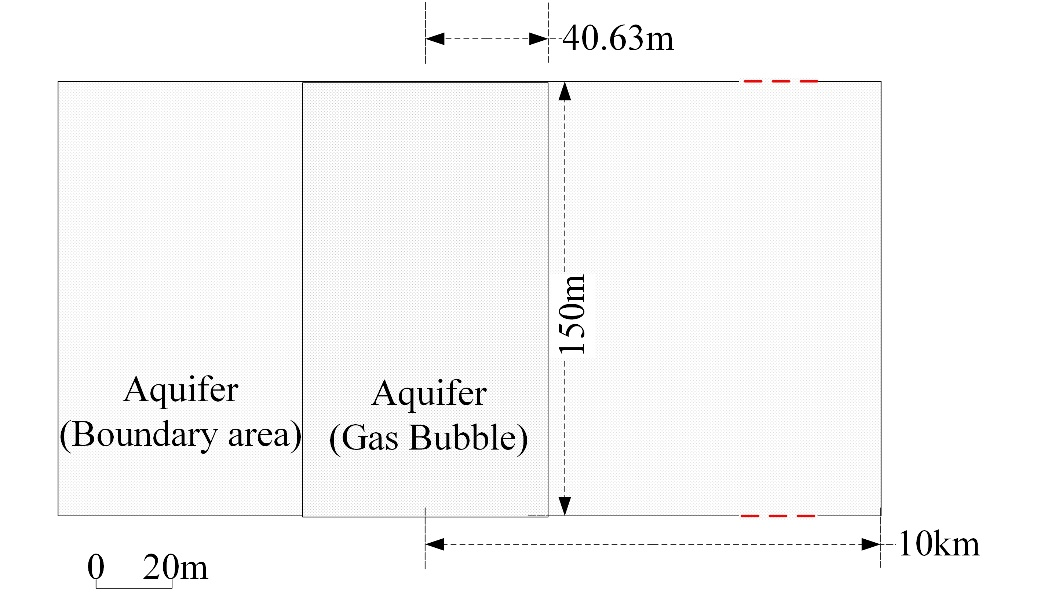 40.63m
150m
Aquifer
(Boundary area)
Aquifer
(Gas Bubble)
10km
0 20m